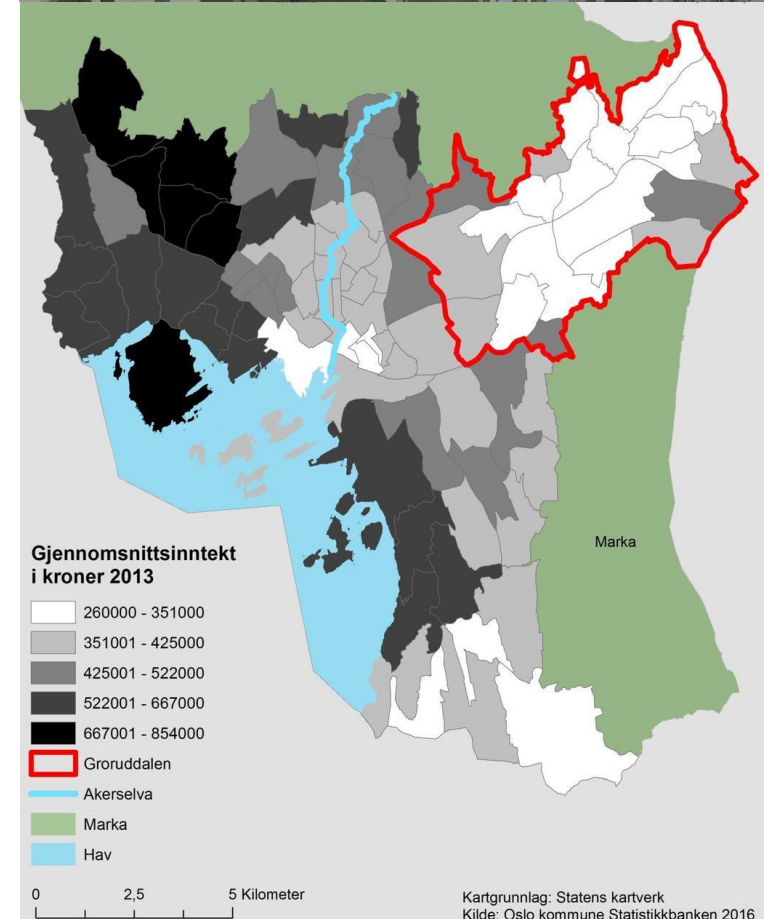 Marka
Gjennomsnittsinntekt
i kroner 2013
260000 - 351000
351001 - 425000
425001 - 522000
522001 - 667000
667001 - 854000
Groruddalen
Akerselva
Marka
Hav
0 2,5 5 Kilometer
Kartgrunnlag: Statens kartverk
Kilde: Oslo kommune Statistikkbanken 2016